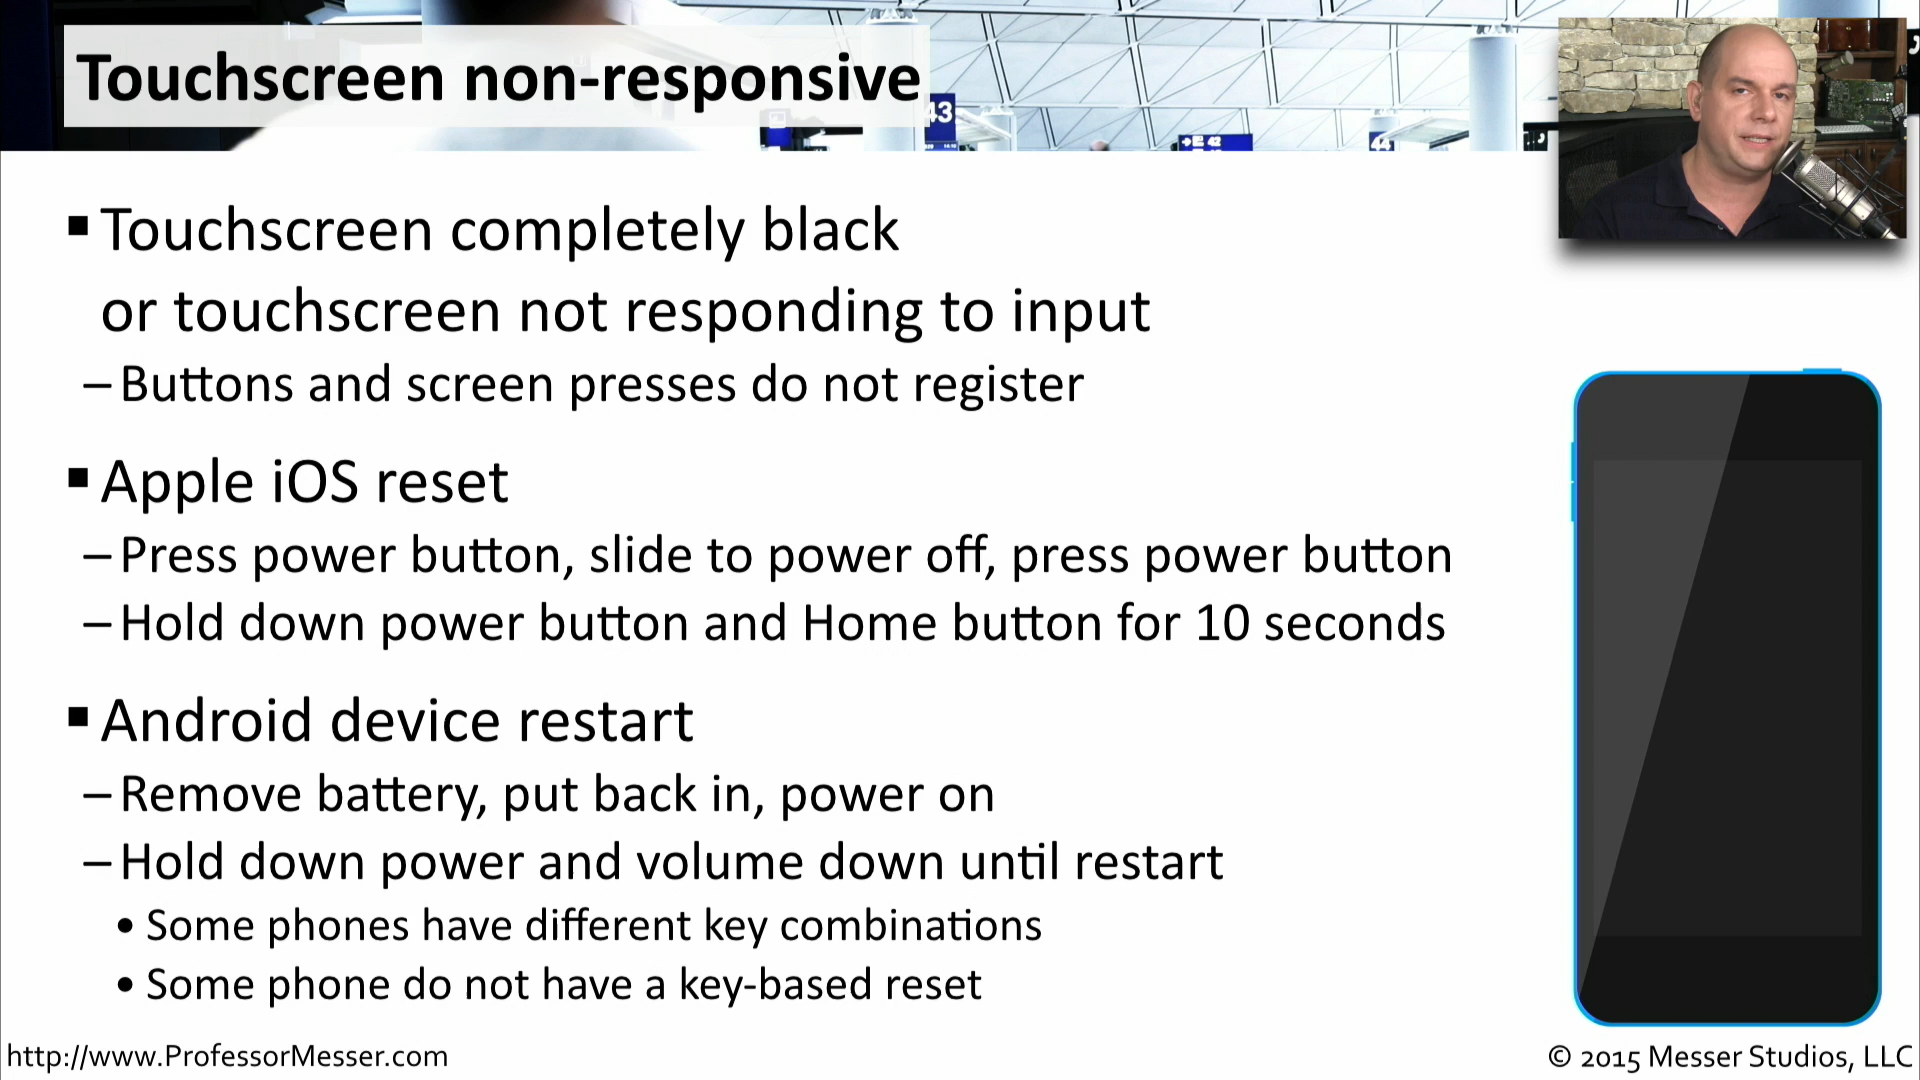 Touchscreen non-responsive
43
42
44
▪ Touchscreen completely black
or touchscreen not responding to input
– Buttons and screen presses do not register
▪ Apple iOS reset
– Press power button, slide to power off, press power button
– Hold down power button and Home button for 10 seconds
▪ Android device restart
– Remove battery, put back in, power on
– Hold down power and volume down until restart
• Some phones have different key combinations
• Some phone do not have a key-based reset
http://www.ProfessorMesser.com
© 2015 Messer Studios, LLC